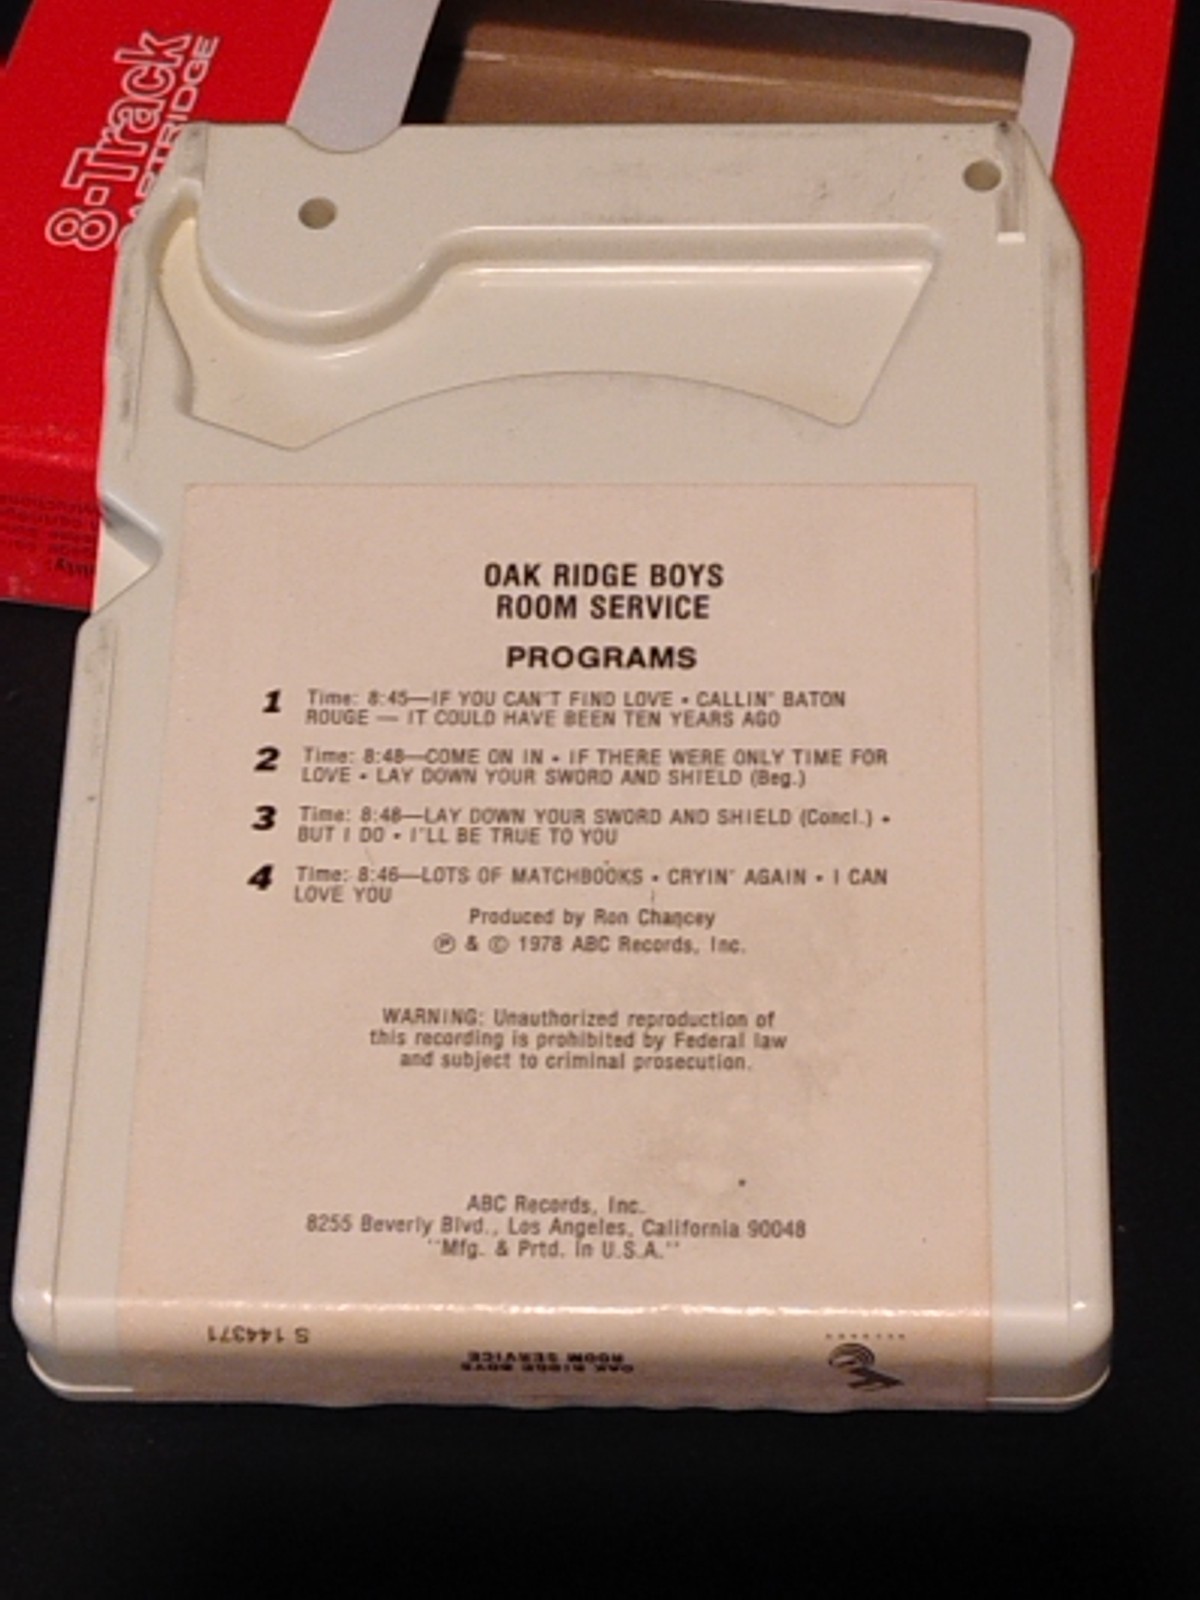 8-Track
CARTRIDGE
OAK RIDGE BOYS
ROOM SERVICE
PROGRAMS
1 Time: 8:45—IF YOU CAN'T FIND LOVE • CALLIN' BATON
ROUGE — IT COULD HAVE BEEN TEN YEARS AGO
2 Time: 8:48—COME ON IN • IF THERE WERE ONLY TIME FOR
LOVE • LAY DOWN YOUR SWORD AND SHIELD (Beg.)
3 Time: 8:48—LAY DOWN YOUR SWORD AND SHIELD (Concl.) •
BUT I DO • I'LL BE TRUE TO YOU
4 Time: 8:46—LOTS OF MATCHBOOKS • CRYIN' AGAIN • I CAN
LOVE YOU
Produced by Ron Chancey
Ⓟ & © 1978 ABC Records, Inc.
WARNING: Unauthorized reproduction of
this recording is prohibited by Federal law
and subject to criminal prosecution.
ABC Records, Inc.
8255 Beverly Blvd., Los Angeles, California 90048
"Mfg. & Prtd. in U.S.A."
S 144371
OAK RIDGE BOYS
ROOM SERVICE